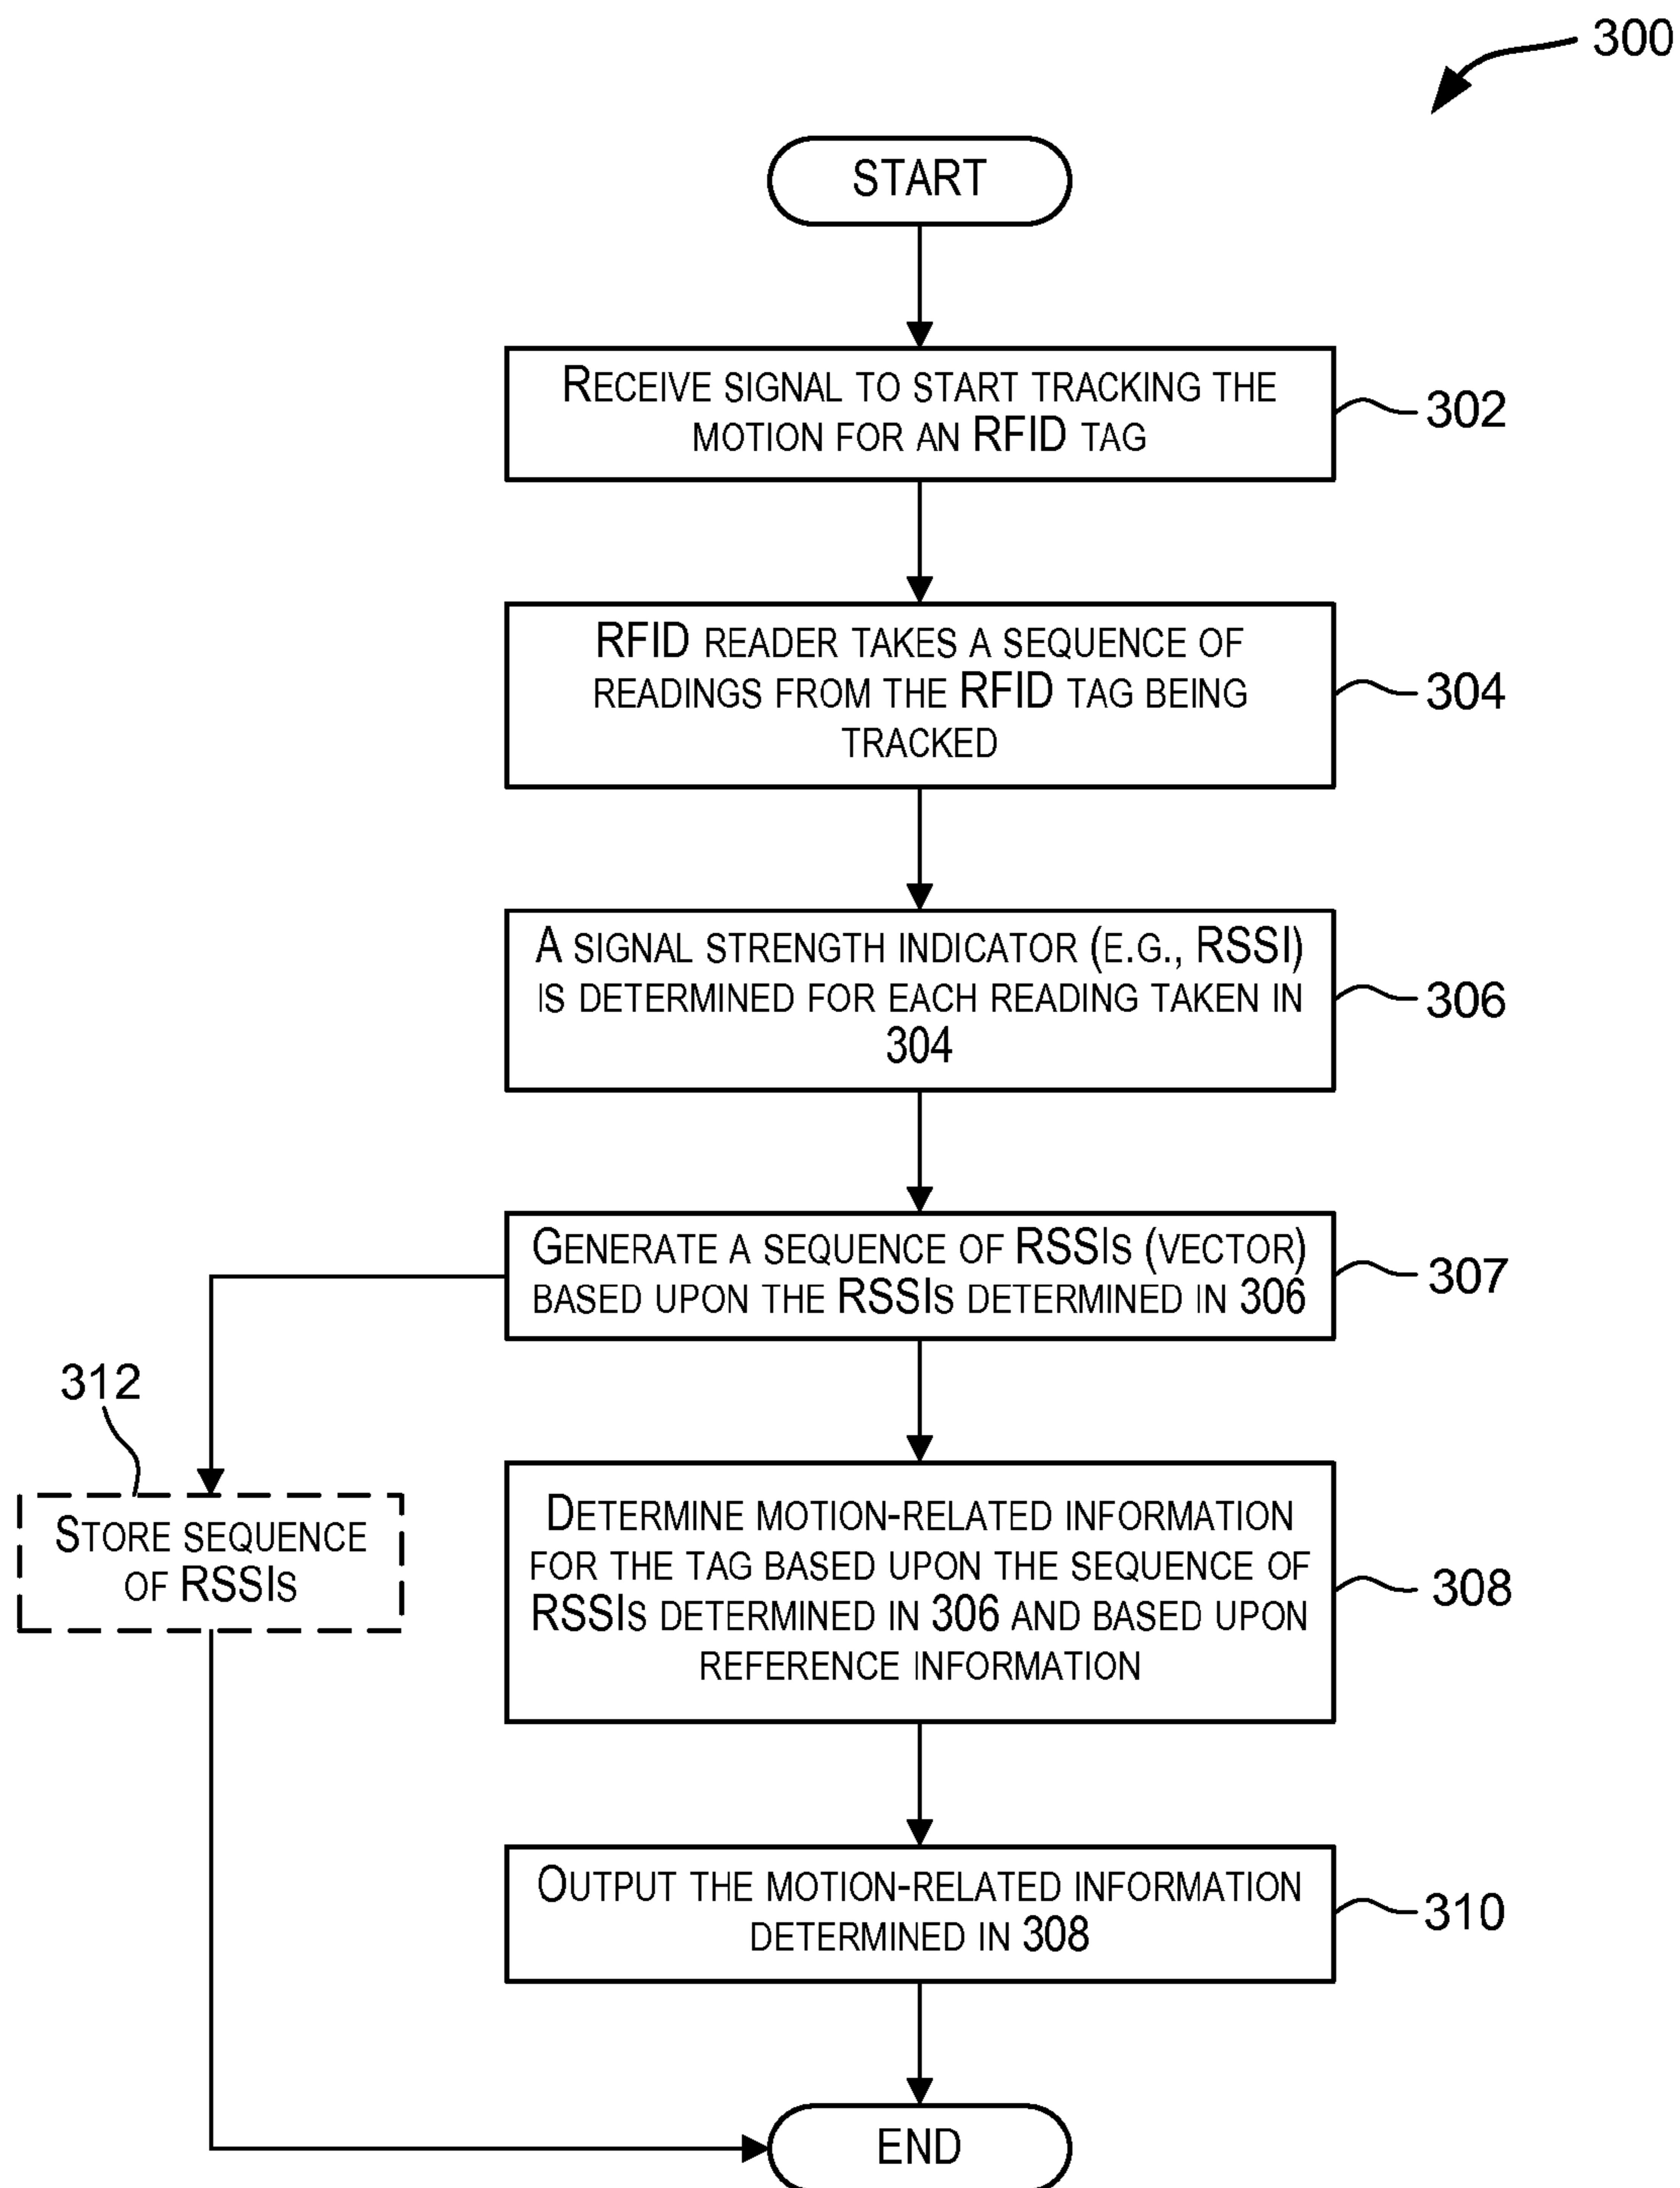 300
START
RECEIVE SIGNAL TO START TRACKING THE
MOTION FOR AN RFID TAG
302
RFID READER TAKES A SEQUENCE OF
READINGS FROM THE RFID TAG BEING
TRACKED
304
A SIGNAL STRENGTH INDICATOR (E.G., RSSI)
IS DETERMINED FOR EACH READING TAKEN IN
304
306
GENERATE A SEQUENCE OF RSSIS (VECTOR)
BASED UPON THE RSSIS DETERMINED IN 306
307
312
STORE SEQUENCE
OF RSSIS
DETERMINE MOTION-RELATED INFORMATION
FOR THE TAG BASED UPON THE SEQUENCE OF
RSSIS DETERMINED IN 306 AND BASED UPON
REFERENCE INFORMATION
308
OUTPUT THE MOTION-RELATED INFORMATION
DETERMINED IN 308
310
END